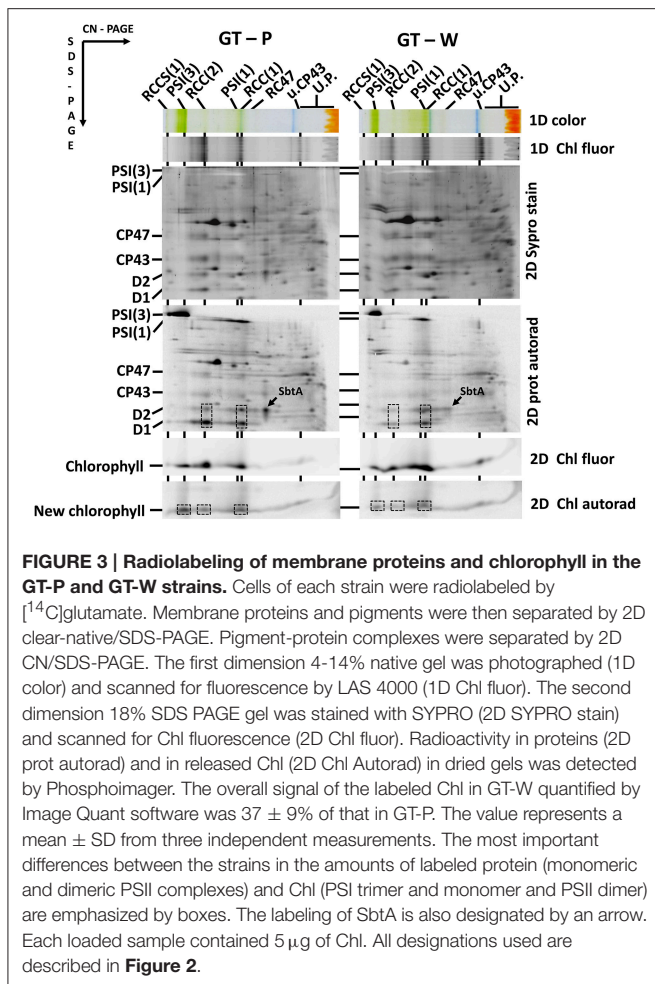 CN - PAGE
SDS-PAGE
GT – P
GT – W
RCCS(1)
PSI(3)
RCC(2)
PSI(1)
RCC(1)
RC47
u.CP43
U.P.
RCCS(1)
PSI(3)
RCC(2)
PSI(1)
RCC(1)
RC47
u.CP43
U.P.
1D color
1D Chl fluor
PSI(3)
PSI(1)
CP47
CP43
D2
D1
2D Sypro stain
PSI(3)
PSI(1)
CP47
CP43
D2
D1
SbtA
SbtA
2D prot autorad
Chlorophyll
2D Chl fluor
New chlorophyll
2D Chl autorad
FIGURE 3 | Radiolabeling of membrane proteins and chlorophyll in the
GT-P and GT-W strains. Cells of each strain were radiolabeled by
[14C]glutamate. Membrane proteins and pigments were then separated by 2D
clear-native/SDS-PAGE. Pigment-protein complexes were separated by 2D
CN/SDS-PAGE. The first dimension 4-14% native gel was photographed (1D
color) and scanned for fluorescence by LAS 4000 (1D Chl fluor). The second
dimension 18% SDS PAGE gel was stained with SYPRO (2D SYPRO stain)
and scanned for Chl fluorescence (2D Chl fluor). Radioactivity in proteins (2D
prot autorad) and in released Chl (2D Chl Autorad) in dried gels was detected
by Phosphoimager. The overall signal of the labeled Chl in GT-W quantified by
Image Quant software was 37 ± 9% of that in GT-P. The value represents a
mean ± SD from three independent measurements. The most important
differences between the strains in the amounts of labeled protein (monomeric
and dimeric PSII complexes) and Chl (PSI trimer and monomer and PSII dimer)
are emphasized by boxes. The labeling of SbtA is also designated by an arrow.
Each loaded sample contained 5 μg of Chl. All designations used are
described in Figure 2.